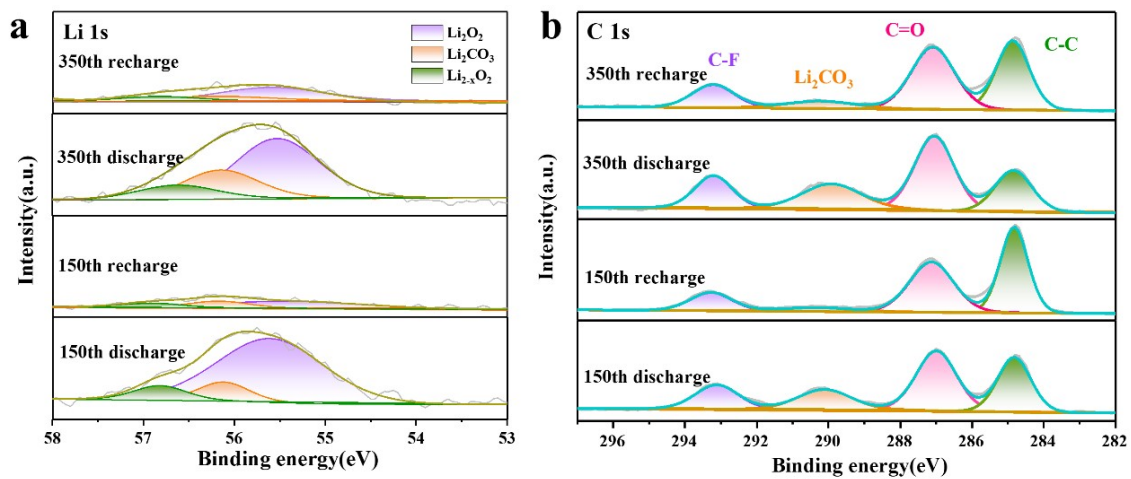 a
Li 1s
Li₂O₂
Li₂CO₃
Li₂₋ₓO₂
350th recharge
350th discharge
150th recharge
150th discharge
Intensity(a.u.)
58 57 56 55 54 53
Binding energy(eV)
b
C 1s
C-F
Li₂CO₃
C=O
C-C
350th recharge
350th discharge
150th recharge
150th discharge
Intensity(a.u.)
296 294 292 290 288 286 284 282
Binding energy(eV)